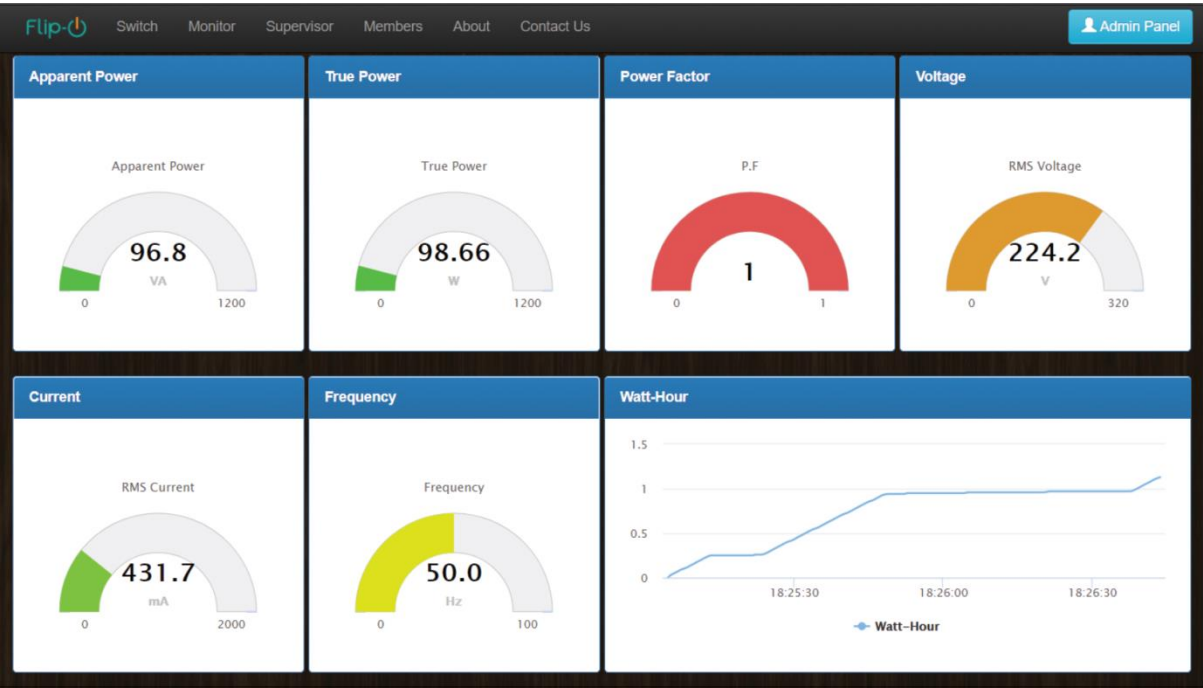 Flip- Switch Monitor Supervisor Members About Contact Us Admin Panel
Apparent Power
Apparent Power
96.8
VA
0 1200
True Power
True Power
98.66
W
0 1200
Power Factor
P.F
1
0 1
Voltage
RMS Voltage
224.2
V
0 320
Current
RMS Current
431.7
mA
0 2000
Frequency
Frequency
50.0
Hz
0 100
Watt-Hour
1.5
1
0.5
0
18:25:30 18:26:00 18:26:30
Watt-Hour